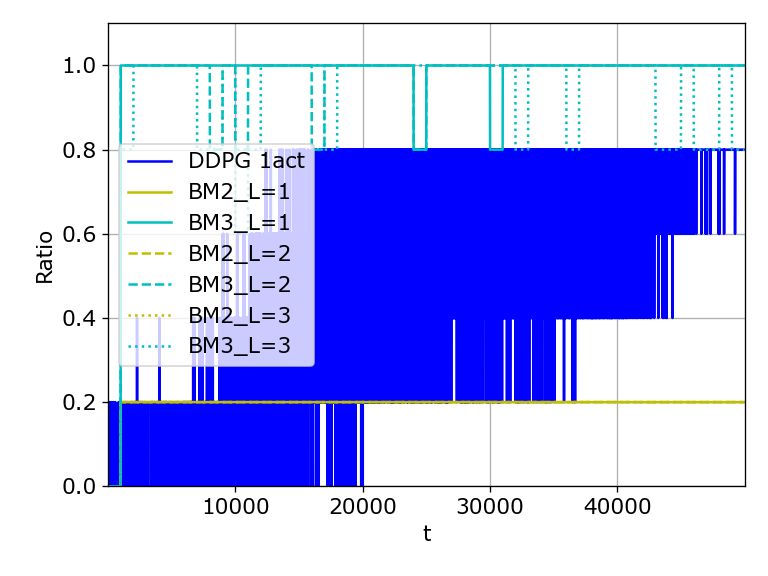 1.0
0.8
0.6
0.4
0.2
0.0
Ratio
DDPG 1act
BM2_L=1
BM3_L=1
BM2_L=2
BM3_L=2
BM2_L=3
BM3_L=3
10000 20000 30000 40000
t